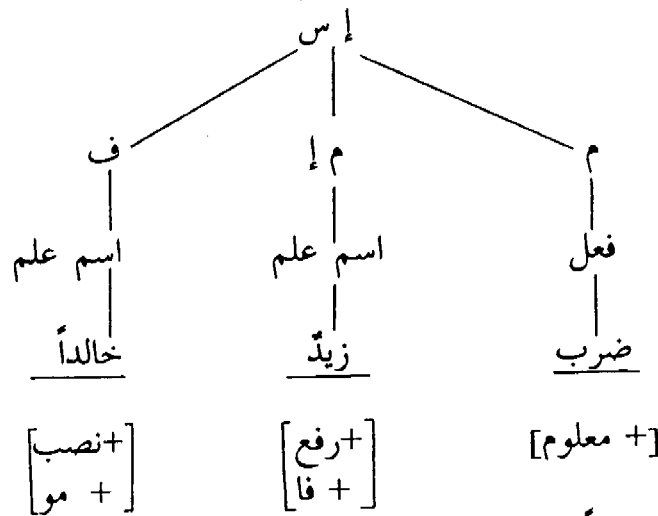 إ س
م م إ ف
فعل اسم علم اسم علم
ضرب زيدٌ خالداً
[+ معلوم] [+رفع [+نصب
+ فا] + مو]